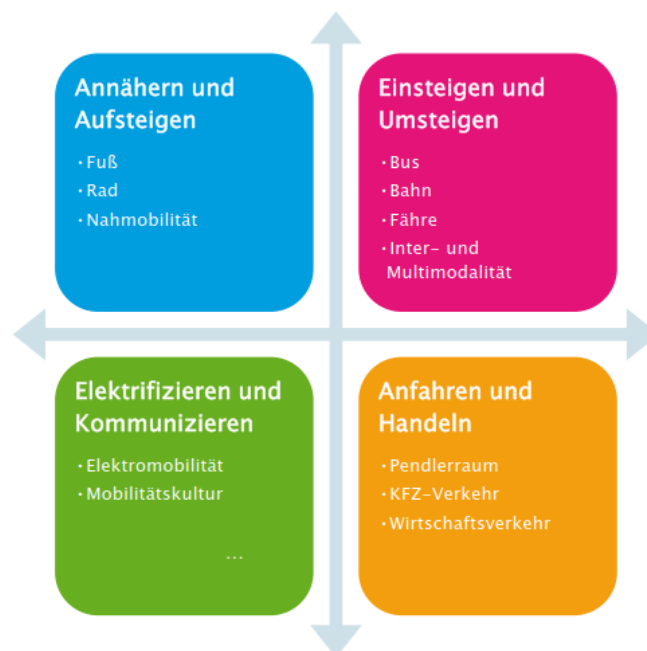 Annähern und
Aufsteigen
·Fuß
·Rad
·Nahmobilität
Einsteigen und
Umsteigen
·Bus
·Bahn
·Fähre
·Inter- und
Multimodalität
Elektrifizieren und
Kommunizieren
·Elektromobilität
·Mobilitätskultur
...
Anfahren und
Handeln
·Pendlerraum
·KFZ-Verkehr
·Wirtschaftsverkehr